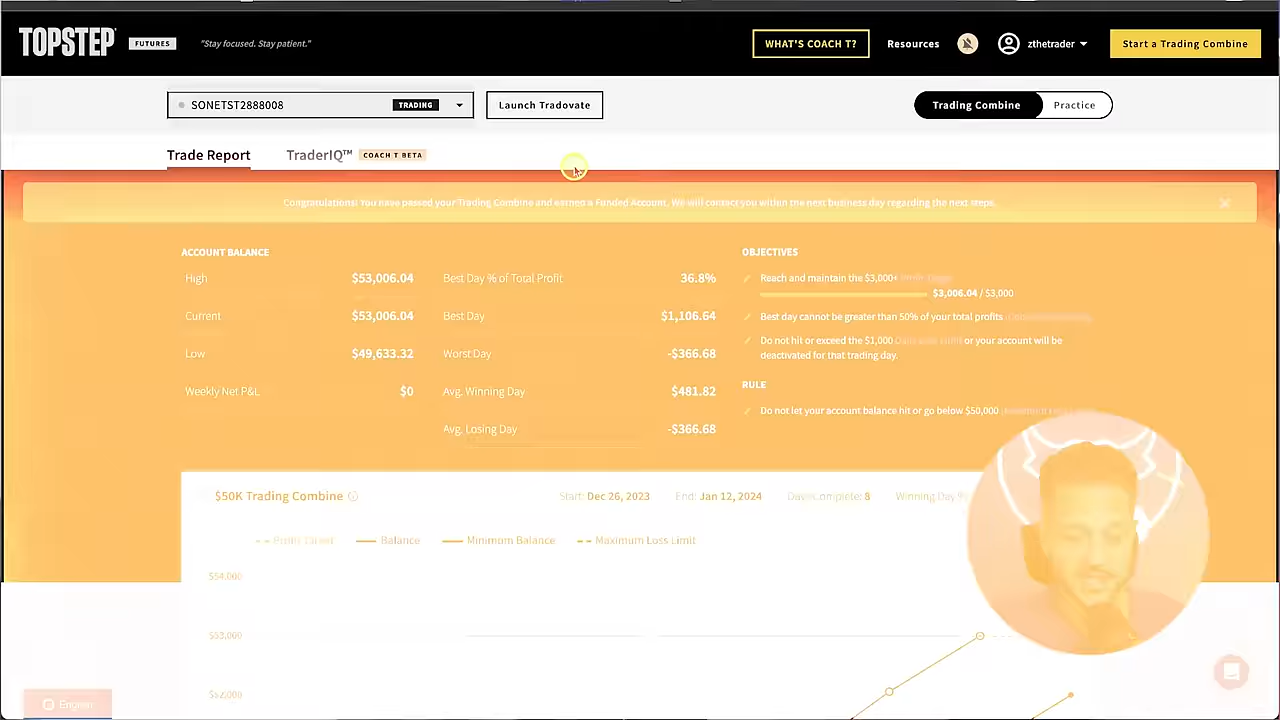 TOPSTEP FUTURES "Stay focused. Stay patient." WHAT'S COACH T? Resources zthetrader Start a Trading Combine
SONETST2888008 TRADING Launch Tradovate Trading Combine Practice
Trade Report TraderIQ™ COACH T BETA
Congratulations! You have passed your Trading Combine and earned a Funded Account. We will contact you within the next business day regarding the next steps.
ACCOUNT BALANCE
High $53,006.04
Current $53,006.04
Low $49,633.32
Weekly Net P&L $0
Best Day % of Total Profit 36.8%
Best Day $1,106.64
Worst Day -$366.68
Avg. Winning Day $481.82
Avg. Losing Day -$366.68
OBJECTIVES
Reach and maintain the $3,000+ Profit Target
$3,006.04 / $3,000
Best day cannot be greater than 50% of your total profits
Do not hit or exceed the $1,000 or your account will be
deactivated for that trading day.
RULE
Do not let your account balance hit or go below $50,000
$50K Trading Combine Start: Dec 26, 2023 End: Jan 12, 2024 Days Complete: 8 Winning Day %
Profit Target Balance Minimum Balance Maximum Loss Limit
$54,000
$53,000
$52,000
English